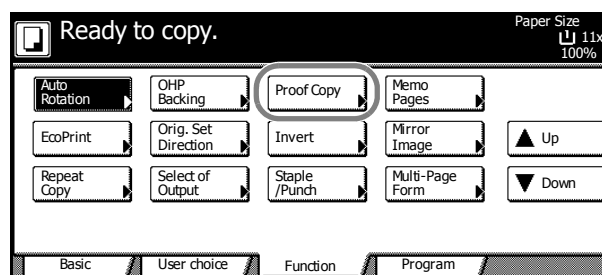 Ready to copy.
Paper Size
11x
100%
Auto
Rotation
OHP
Backing
Proof Copy
Memo
Pages
EcoPrint
Orig. Set
Direction
Invert
Mirror
Image
Up
Repeat
Copy
Select of
Output
Staple
/Punch
Multi-Page
Form
Down
Basic
User choice
Function
Program